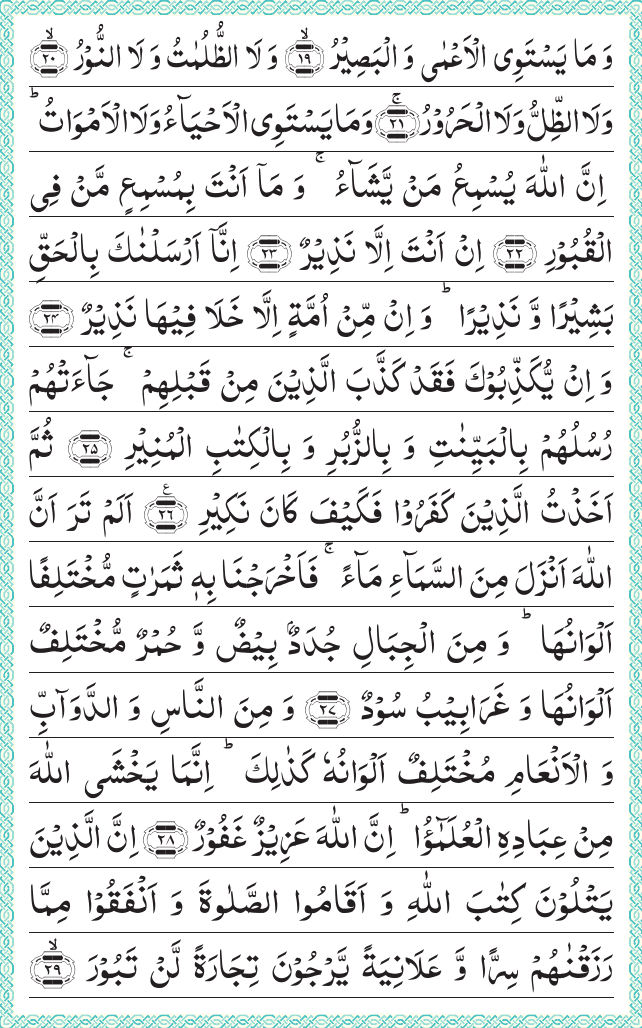 وَ مَا یَسْتَوِی الْاَعْمٰی وَ الْبَصِیْرُ ۙ﴿۱۹﴾ وَ لَا الظُّلُمٰتُ وَ لَا النُّوْرُ ۙ﴿۲۰﴾
وَلَا الظِّلُّ وَلَا الْحَرُوْرُ ۚ﴿۲۱﴾ وَمَا یَسْتَوِی الْاَحْیَآءُ وَلَا الْاَمْوَاتُ ؕ
اِنَّ اللّٰهَ یُسْمِعُ مَنْ یَّشَآءُ ۚ وَ مَاۤ اَنْتَ بِمُسْمِعٍ مَّنْ فِی
الْقُبُوْرِ ﴿۲۲﴾ اِنْ اَنْتَ اِلَّا نَذِیْرٌ ﴿۲۳﴾ اِنَّاۤ اَرْسَلْنٰكَ بِالْحَقِّ
بَشِیْرًا وَّ نَذِیْرًا ؕ وَ اِنْ مِّنْ اُمَّةٍ اِلَّا خَلَا فِیْهَا نَذِیْرٌ ﴿۲۴﴾
وَ اِنْ یُّكَذِّبُوْكَ فَقَدْ كَذَّبَ الَّذِیْنَ مِنْ قَبْلِهِمْ ۚ جَآءَتْهُمْ
رُسُلُهُمْ بِالْبَیِّنٰتِ وَ بِالزُّبُرِ وَ بِالْكِتٰبِ الْمُنِیْرِ ﴿۲۵﴾ ثُمَّ
اَخَذْتُ الَّذِیْنَ كَفَرُوْا فَكَیْفَ كَانَ نَكِیْرِ ﴿۲۶﴾ع اَلَمْ تَرَ اَنَّ
اللّٰهَ اَنْزَلَ مِنَ السَّمَآءِ مَآءً ۚ فَاَخْرَجْنَا بِهٖ ثَمَرٰتٍ مُّخْتَلِفًا
اَلْوَانُهَا ؕ وَ مِنَ الْجِبَالِ جُدَدٌۢ بِیْضٌ وَّ حُمْرٌ مُّخْتَلِفٌ
اَلْوَانُهَا وَ غَرَابِیْبُ سُوْدٌ ﴿۲۷﴾ وَ مِنَ النَّاسِ وَ الدَّوَآبِّ
وَ الْاَنْعَامِ مُخْتَلِفٌ اَلْوَانُهٗ كَذٰلِكَ ؕ اِنَّمَا یَخْشَی اللّٰهَ
مِنْ عِبَادِهِ الْعُلَمٰٓؤُا ؕ اِنَّ اللّٰهَ عَزِیْزٌ غَفُوْرٌ ﴿۲۸﴾ اِنَّ الَّذِیْنَ
یَتْلُوْنَ كِتٰبَ اللّٰهِ وَ اَقَامُوا الصَّلٰوةَ وَ اَنْفَقُوْا مِمَّا
رَزَقْنٰهُمْ سِرًّا وَّ عَلَانِیَةً یَّرْجُوْنَ تِجَارَةً لَّنْ تَبُوْرَ ۙ﴿۲۹﴾